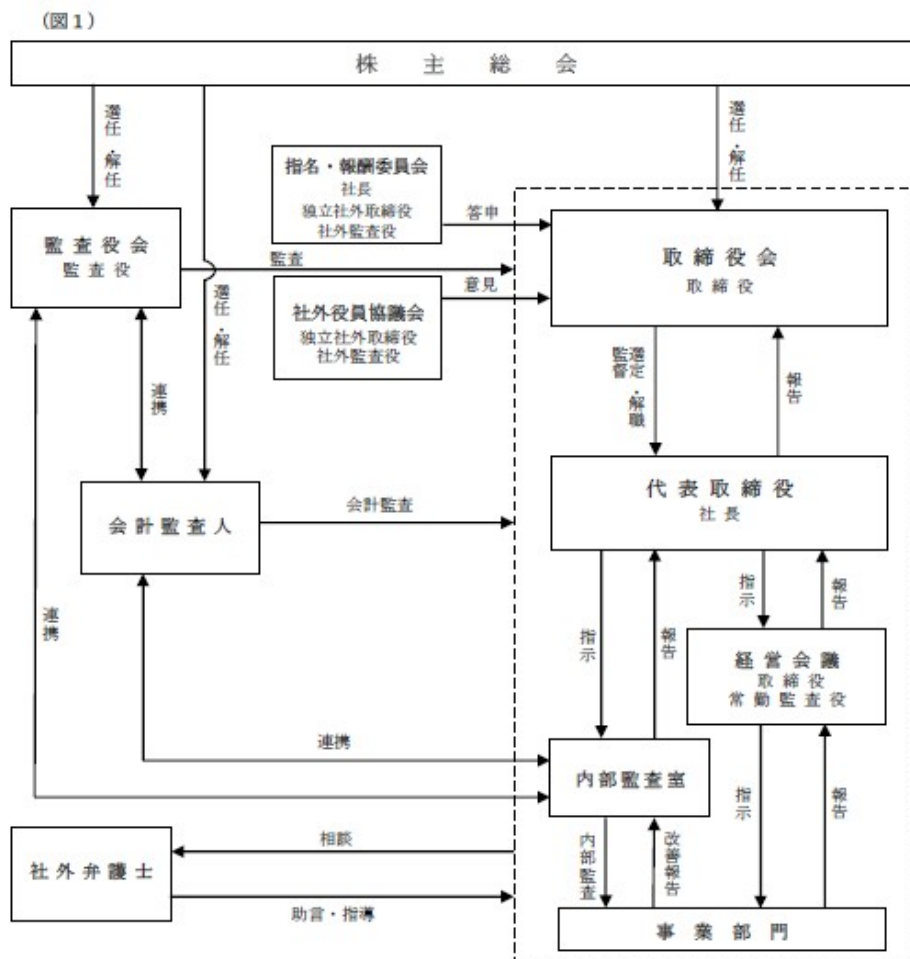 (図1)
株主総会
選任・解任
選任・解任
選任・解任
指名・報酬委員会
社長
独立社外取締役
社外監査役
答申
監査役会
監査役
監査
取締役会
取締役
意見
社外役員協議会
独立社外取締役
社外監査役
連携
選定・解職
監督
報告
代表取締役
社長
会計監査人
会計監査
連携
指示
報告
指示
報告
経営会議
取締役
常勤監査役
連携
内部監査室
指示
報告
相談
社外弁護士
助言・指導
内部監査
改善報告
事業部門